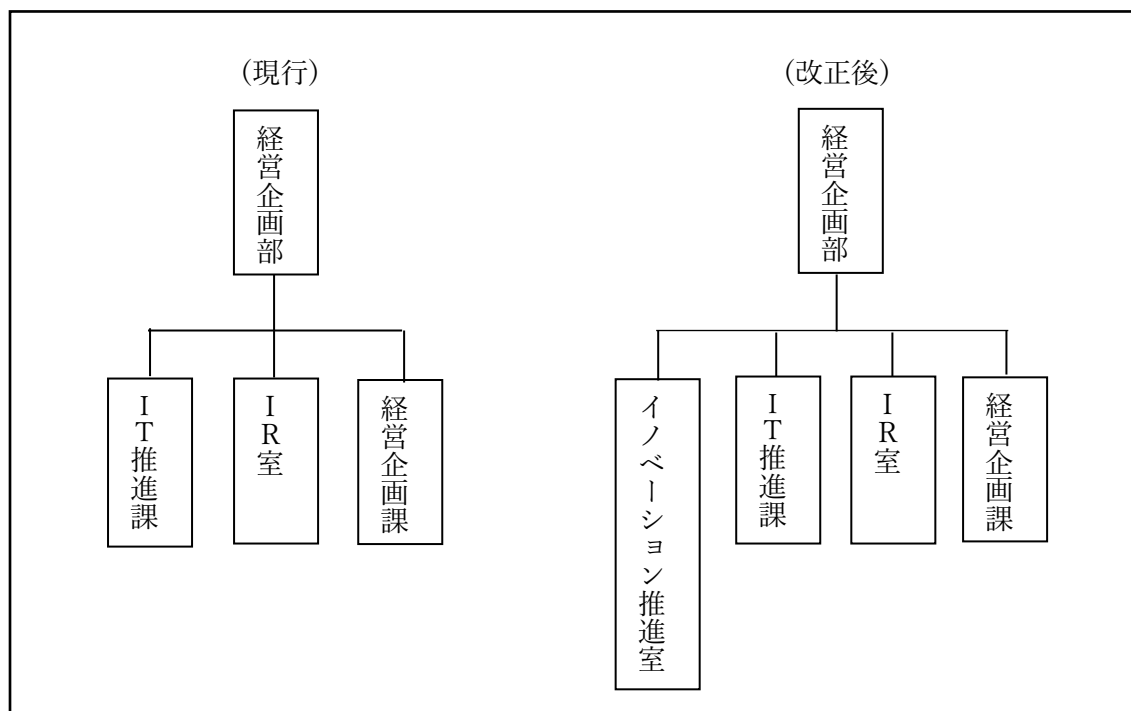 (現行)
経営企画部
IT推進課
IR室
経営企画課
(改正後)
経営企画部
イノベーション推進室
IT推進課
IR室
経営企画課